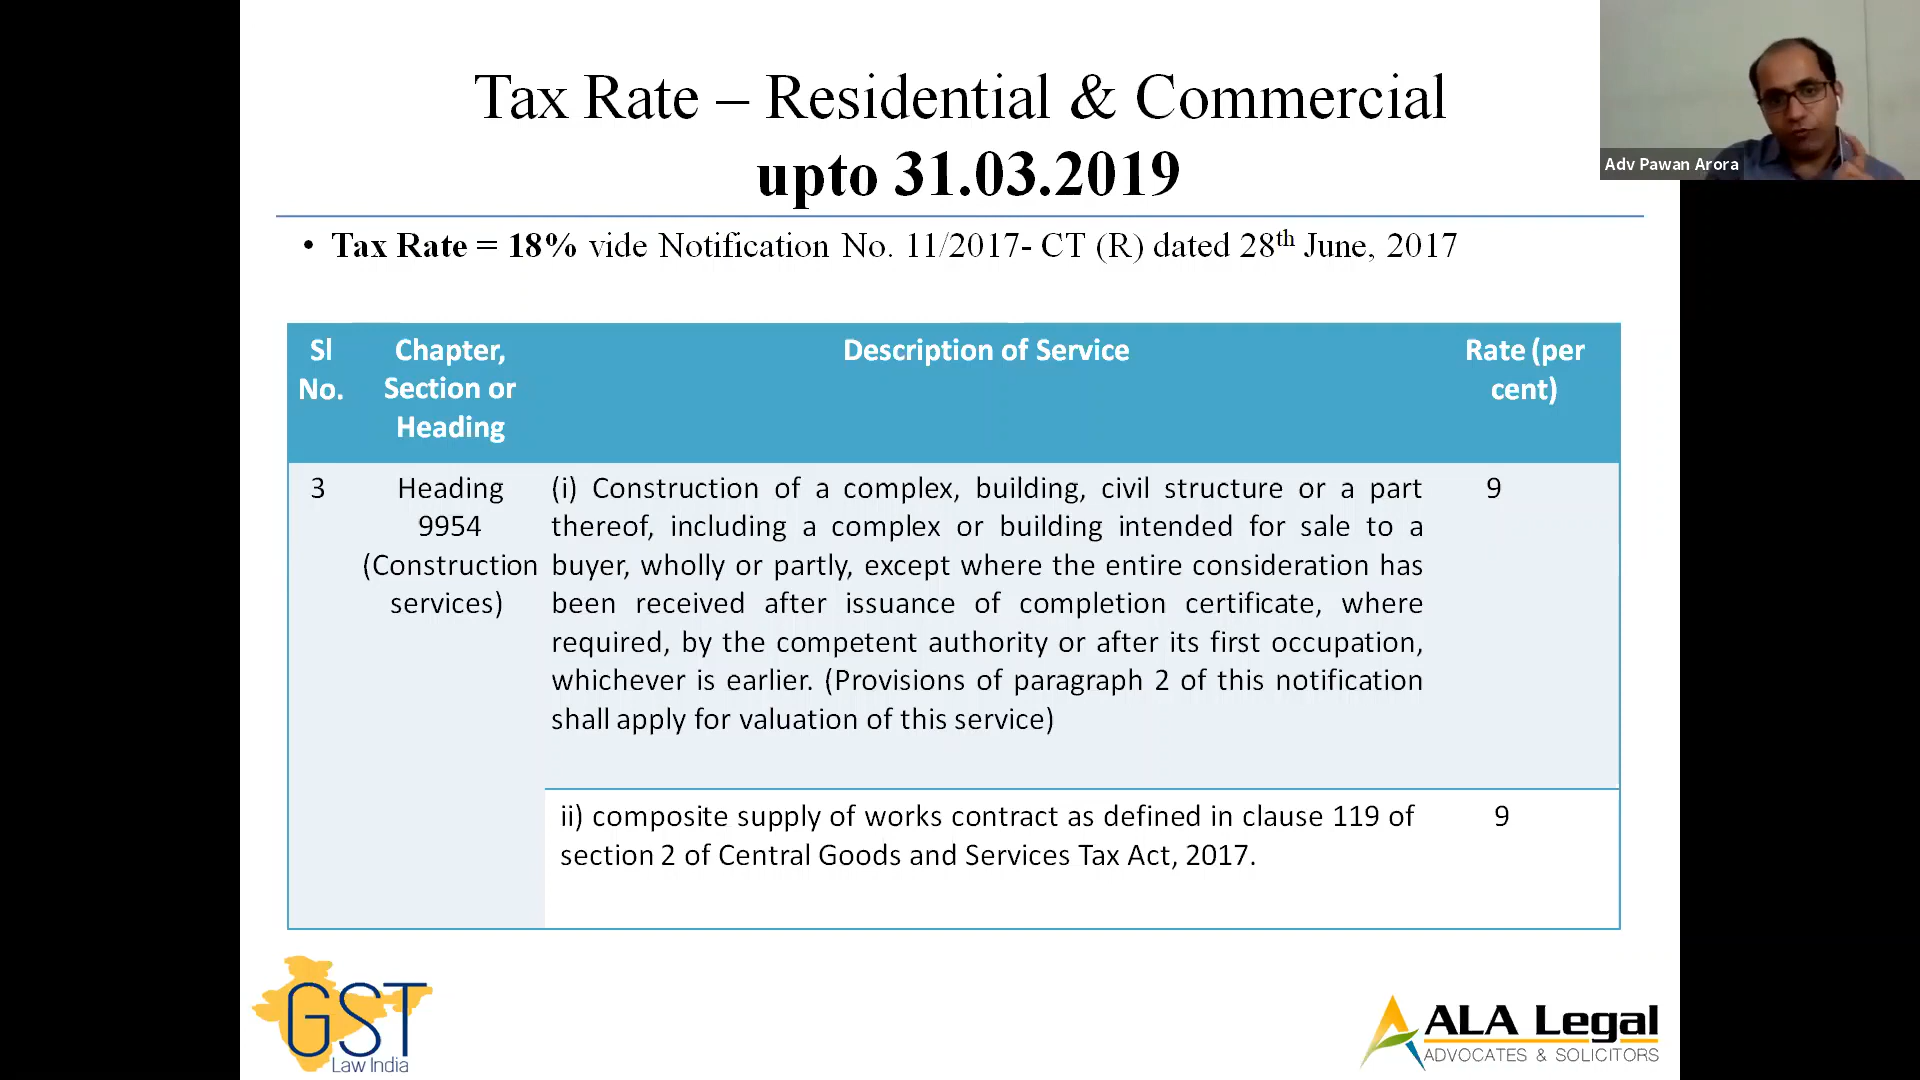 Tax Rate – Residential & Commercial
upto 31.03.2019
Adv Pawan Arora
• Tax Rate = 18% vide Notification No. 11/2017- CT (R) dated 28th June, 2017
Sl No.
Chapter, Section or Heading
Description of Service
Rate (per cent)
3
Heading
9954
(Construction
services)
(i) Construction of a complex, building, civil structure or a part
thereof, including a complex or building intended for sale to a
buyer, wholly or partly, except where the entire consideration has
been received after issuance of completion certificate, where
required, by the competent authority or after its first occupation,
whichever is earlier. (Provisions of paragraph 2 of this notification
shall apply for valuation of this service)
9
ii) composite supply of works contract as defined in clause 119 of
section 2 of Central Goods and Services Tax Act, 2017.
9
GST
Law India
ALA Legal
ADVOCATES & SOLICITORS